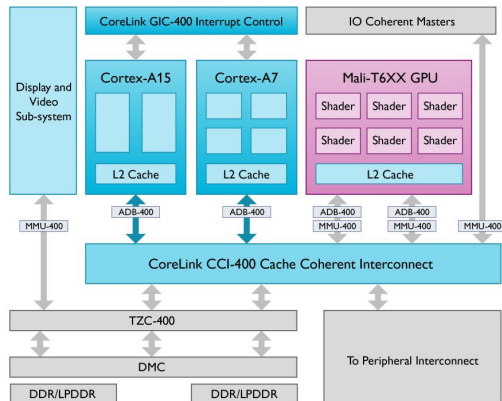 CoreLink GIC-400 Interrupt Control
IO Coherent Masters
Display and
Video
Sub-system
Cortex-A15
L2 Cache
Cortex-A7
L2 Cache
Mali-T6XX GPU
Shader Shader Shader
Shader Shader Shader
L2 Cache
MMU-400
ADB-400
ADB-400
ADB-400
MMU-400
ADB-400
MMU-400
MMU-400
CoreLink CCI-400 Cache Coherent Interconnect
TZC-400
DMC
DDR/LPDDR
DDR/LPDDR
To Peripheral Interconnect